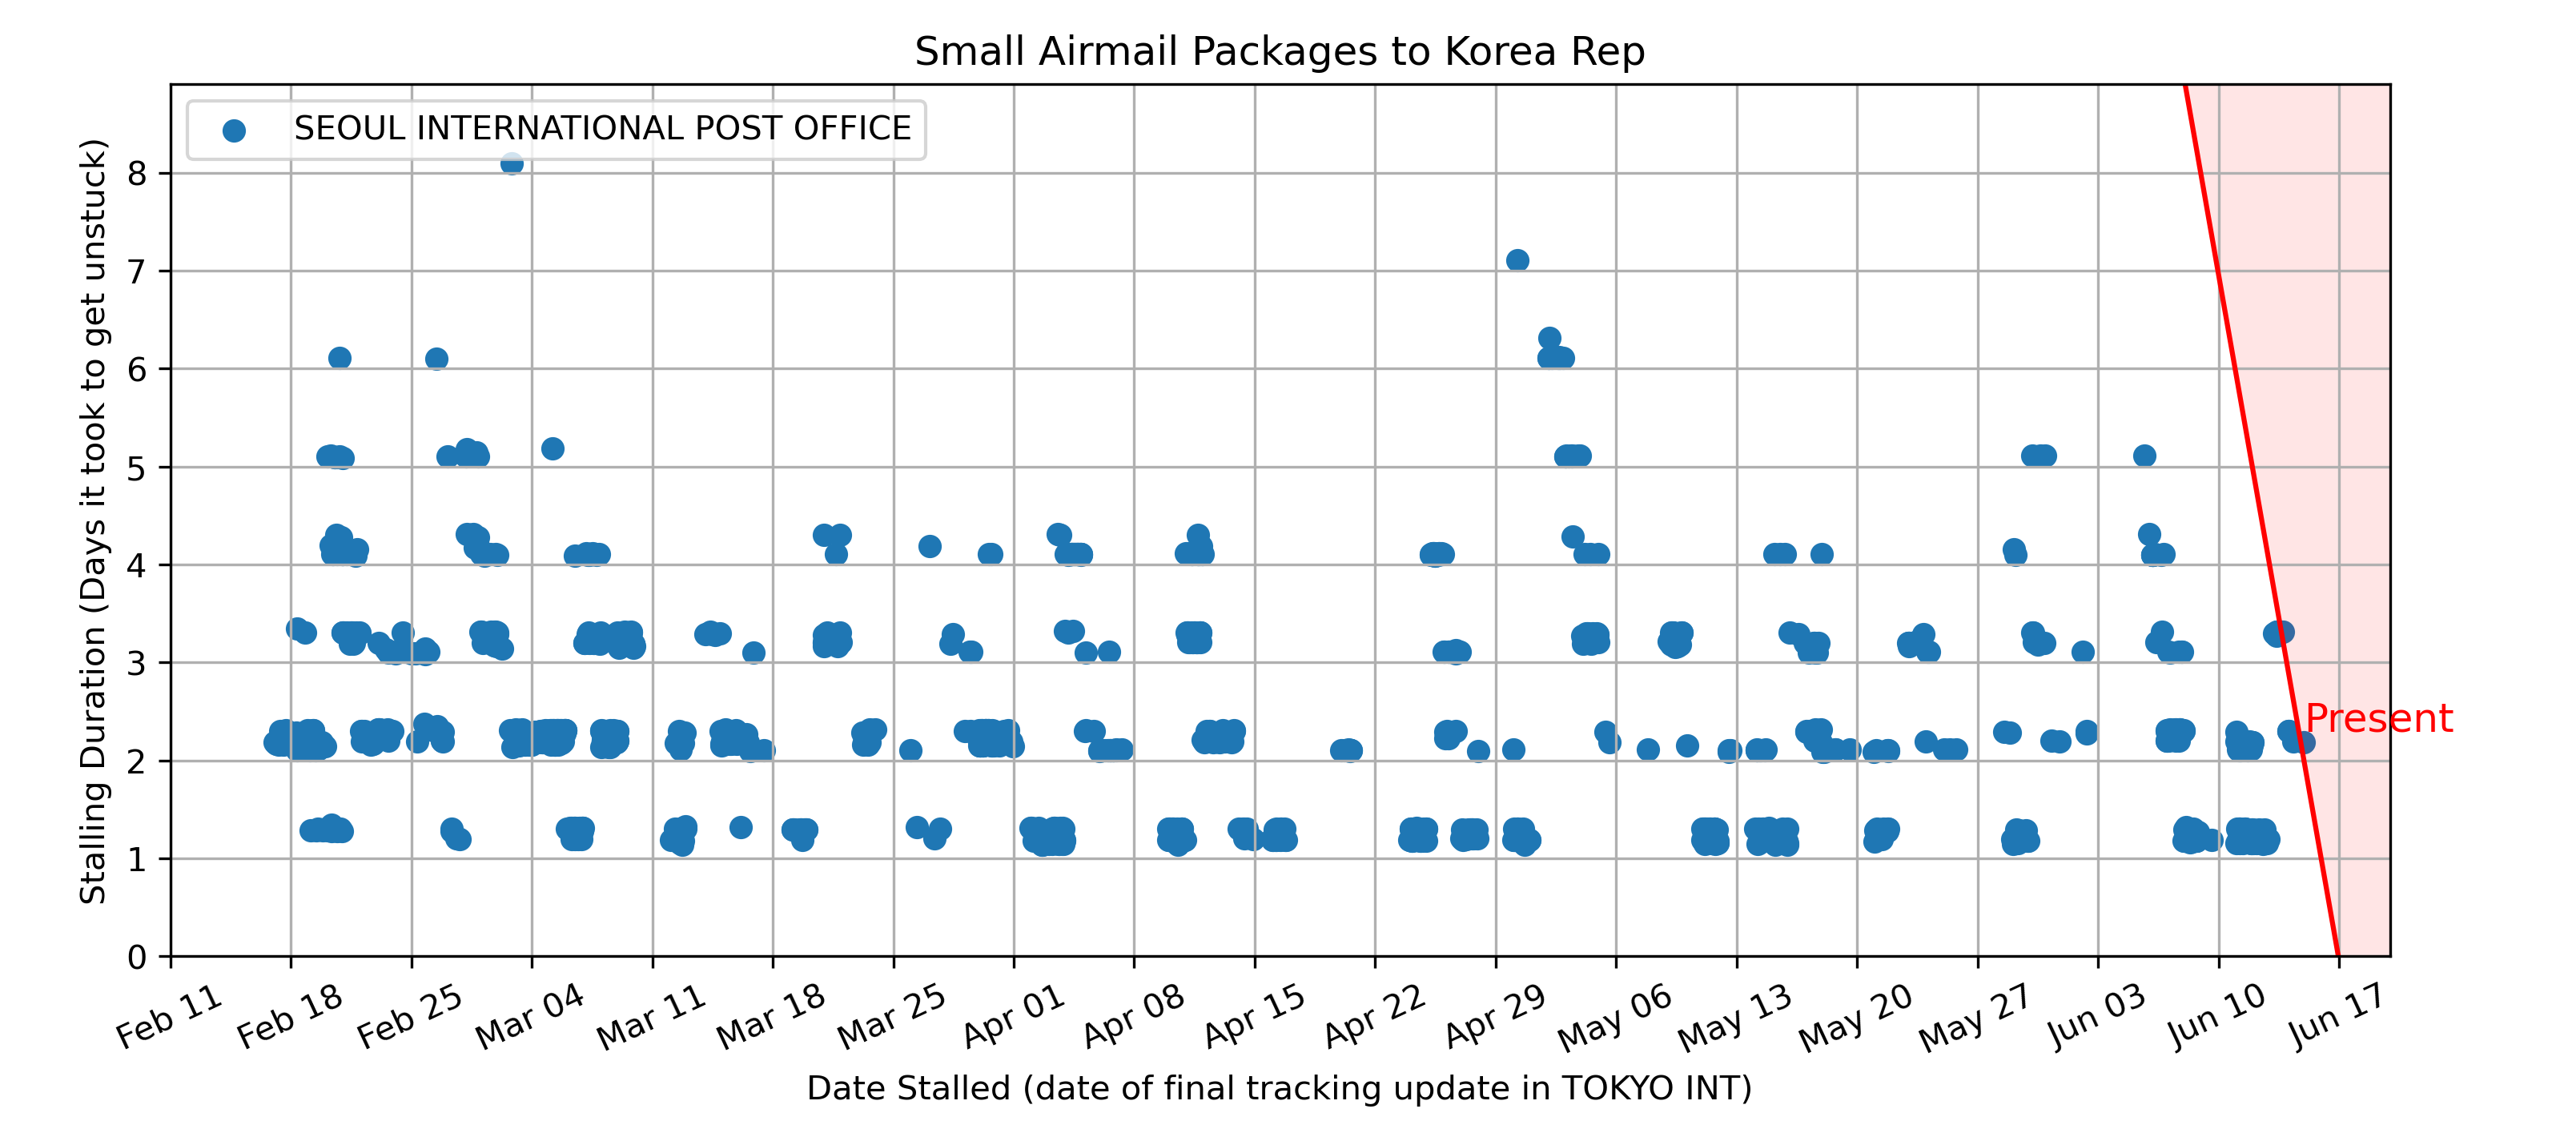 Small Airmail Packages to Korea Rep
SEOUL INTERNATIONAL POST OFFICE
Stalling Duration (Days it took to get unstuck)
8
7
6
5
4
3
2
1
0
Present
Feb 11
Feb 18
Feb 25
Mar 04
Mar 11
Mar 18
Mar 25
Apr 01
Apr 08
Apr 15
Apr 22
Apr 29
May 06
May 13
May 20
May 27
Jun 03
Jun 10
Jun 17
Date Stalled (date of final tracking update in TOKYO INT)